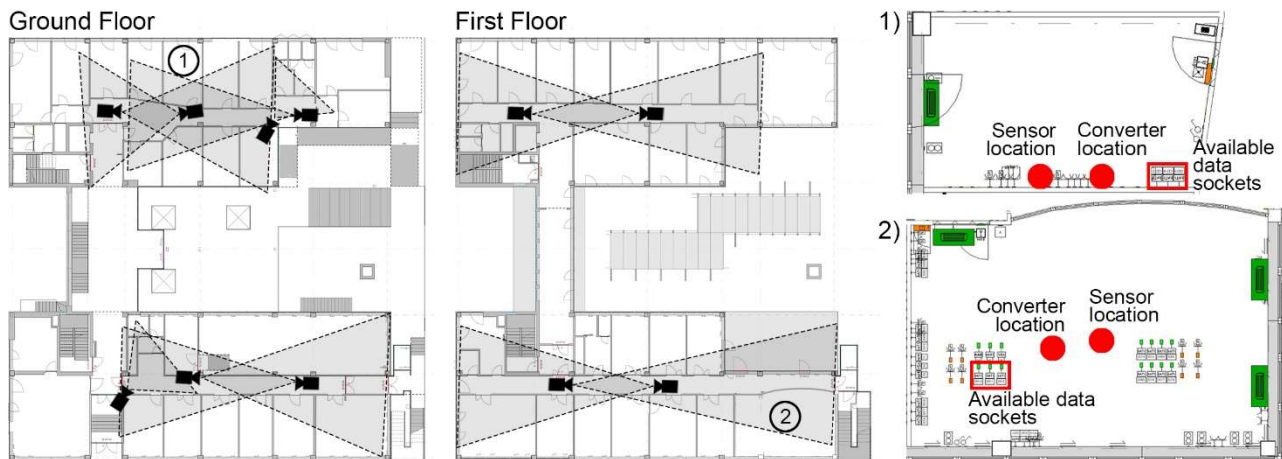 Ground Floor
First Floor
1
2
1)
Sensor
location
Converter
location
Available
data
sockets
2)
Converter
location
Sensor
location
Available data
sockets